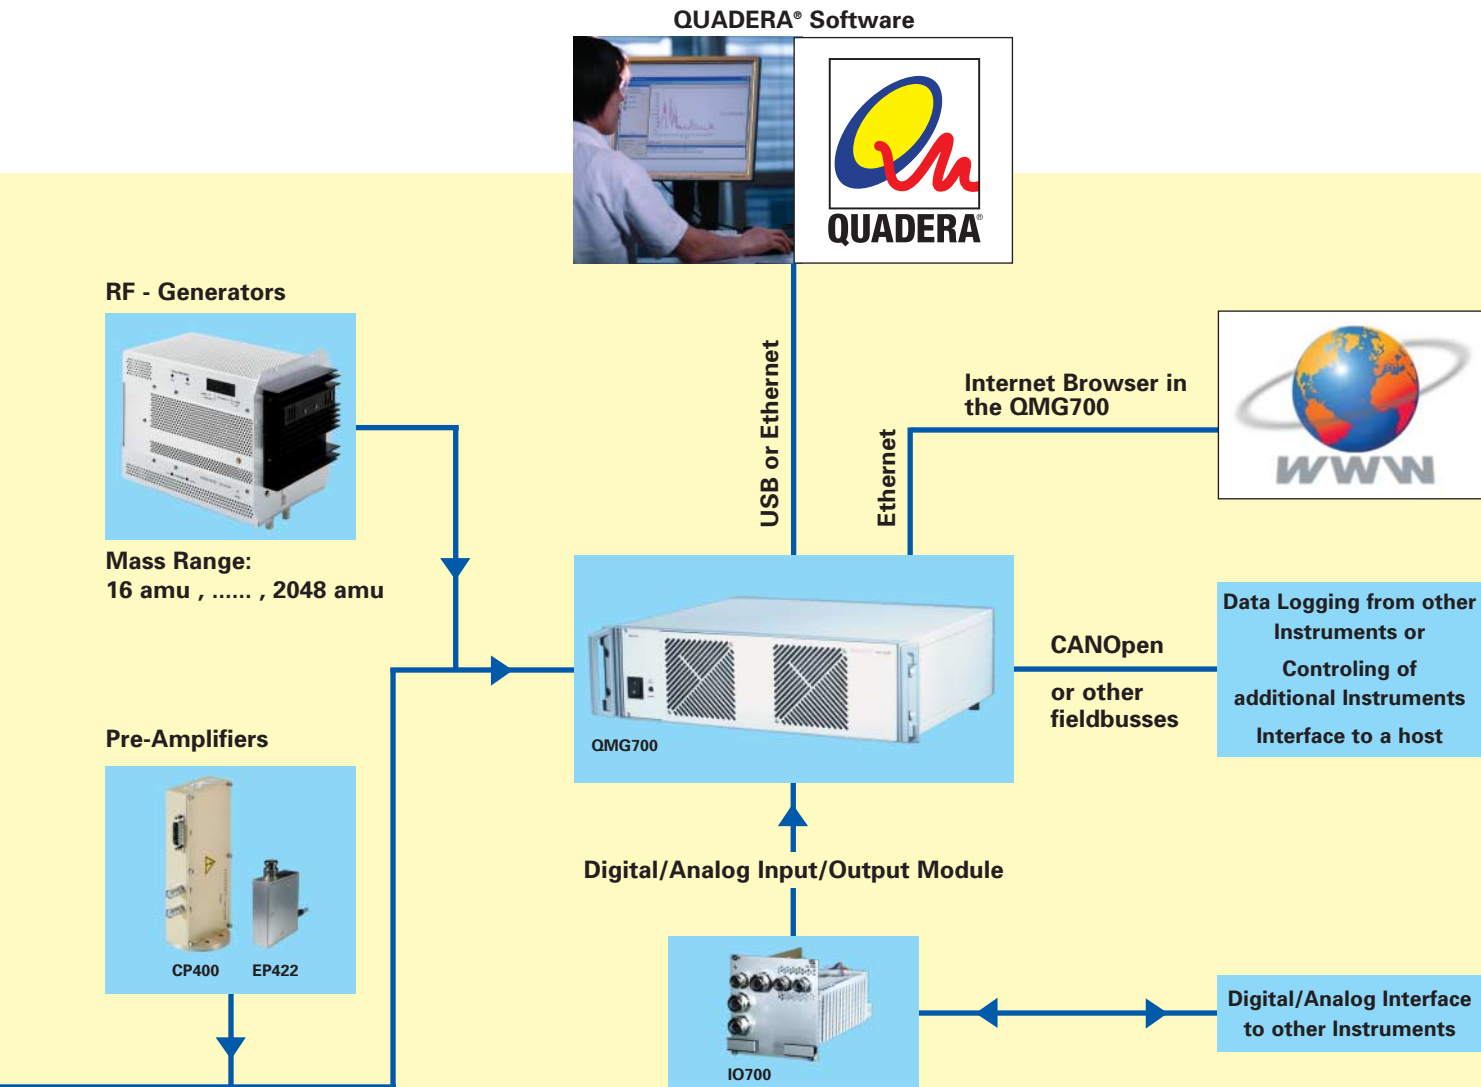 QUADERA® Software
QUADERA®
RF - Generators
Mass Range:
16 amu , ...... , 2048 amu
USB or Ethernet
Ethernet
Internet Browser in
the QMG700
WWW
QMG700
CANOpen
or other
fieldbusses
Data Logging from other
Instruments or
Controling of
additional Instruments
Interface to a host
Pre-Amplifiers
CP400 EP422
Digital/Analog Input/Output Module
IO700
Digital/Analog Interface
to other Instruments